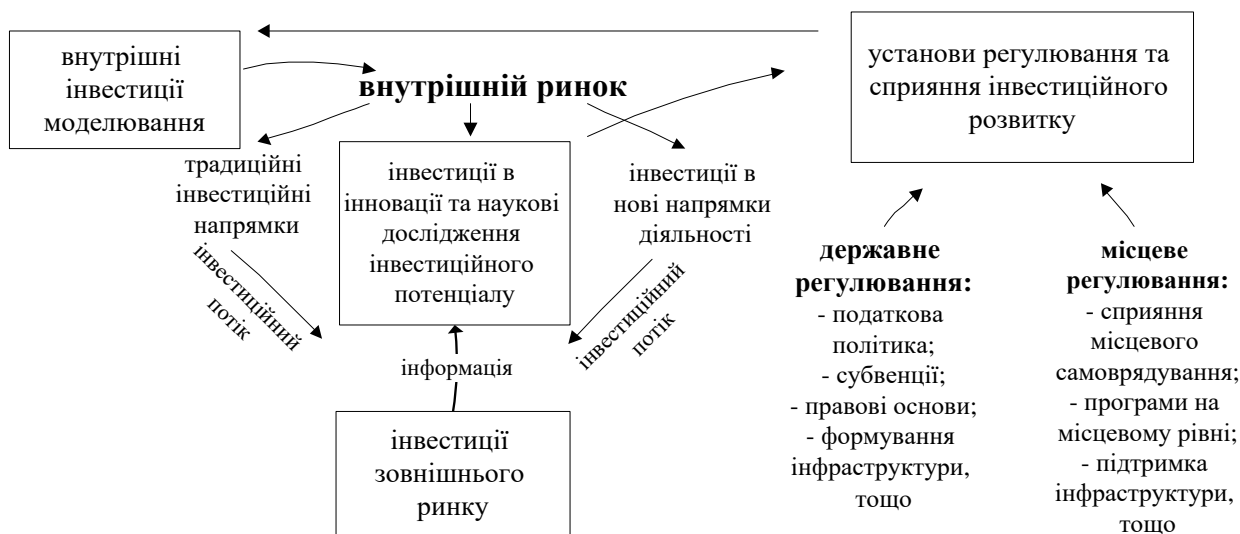 внутрішні
інвестиції
моделювання
внутрішній ринок
установи регулювання та
сприяння інвестиційного
розвитку
традиційні
інвестиційні
напрямки
інвестиції в
інновації та наукові
дослідження
інвестиційного
потенціалу
інвестиції в
нові напрямки
діяльності
інвестиційний
потік
інвестиційний
потік
інформація
інвестиції
зовнішнього
ринку
державне
регулювання:
- податкова
політика;
- субвенції;
- правові основи;
- формування
інфраструктури,
тощо
місцеве
регулювання:
- сприяння
місцевого
самоврядування;
- програми на
місцевому рівні;
- підтримка
інфраструктури,
тощо